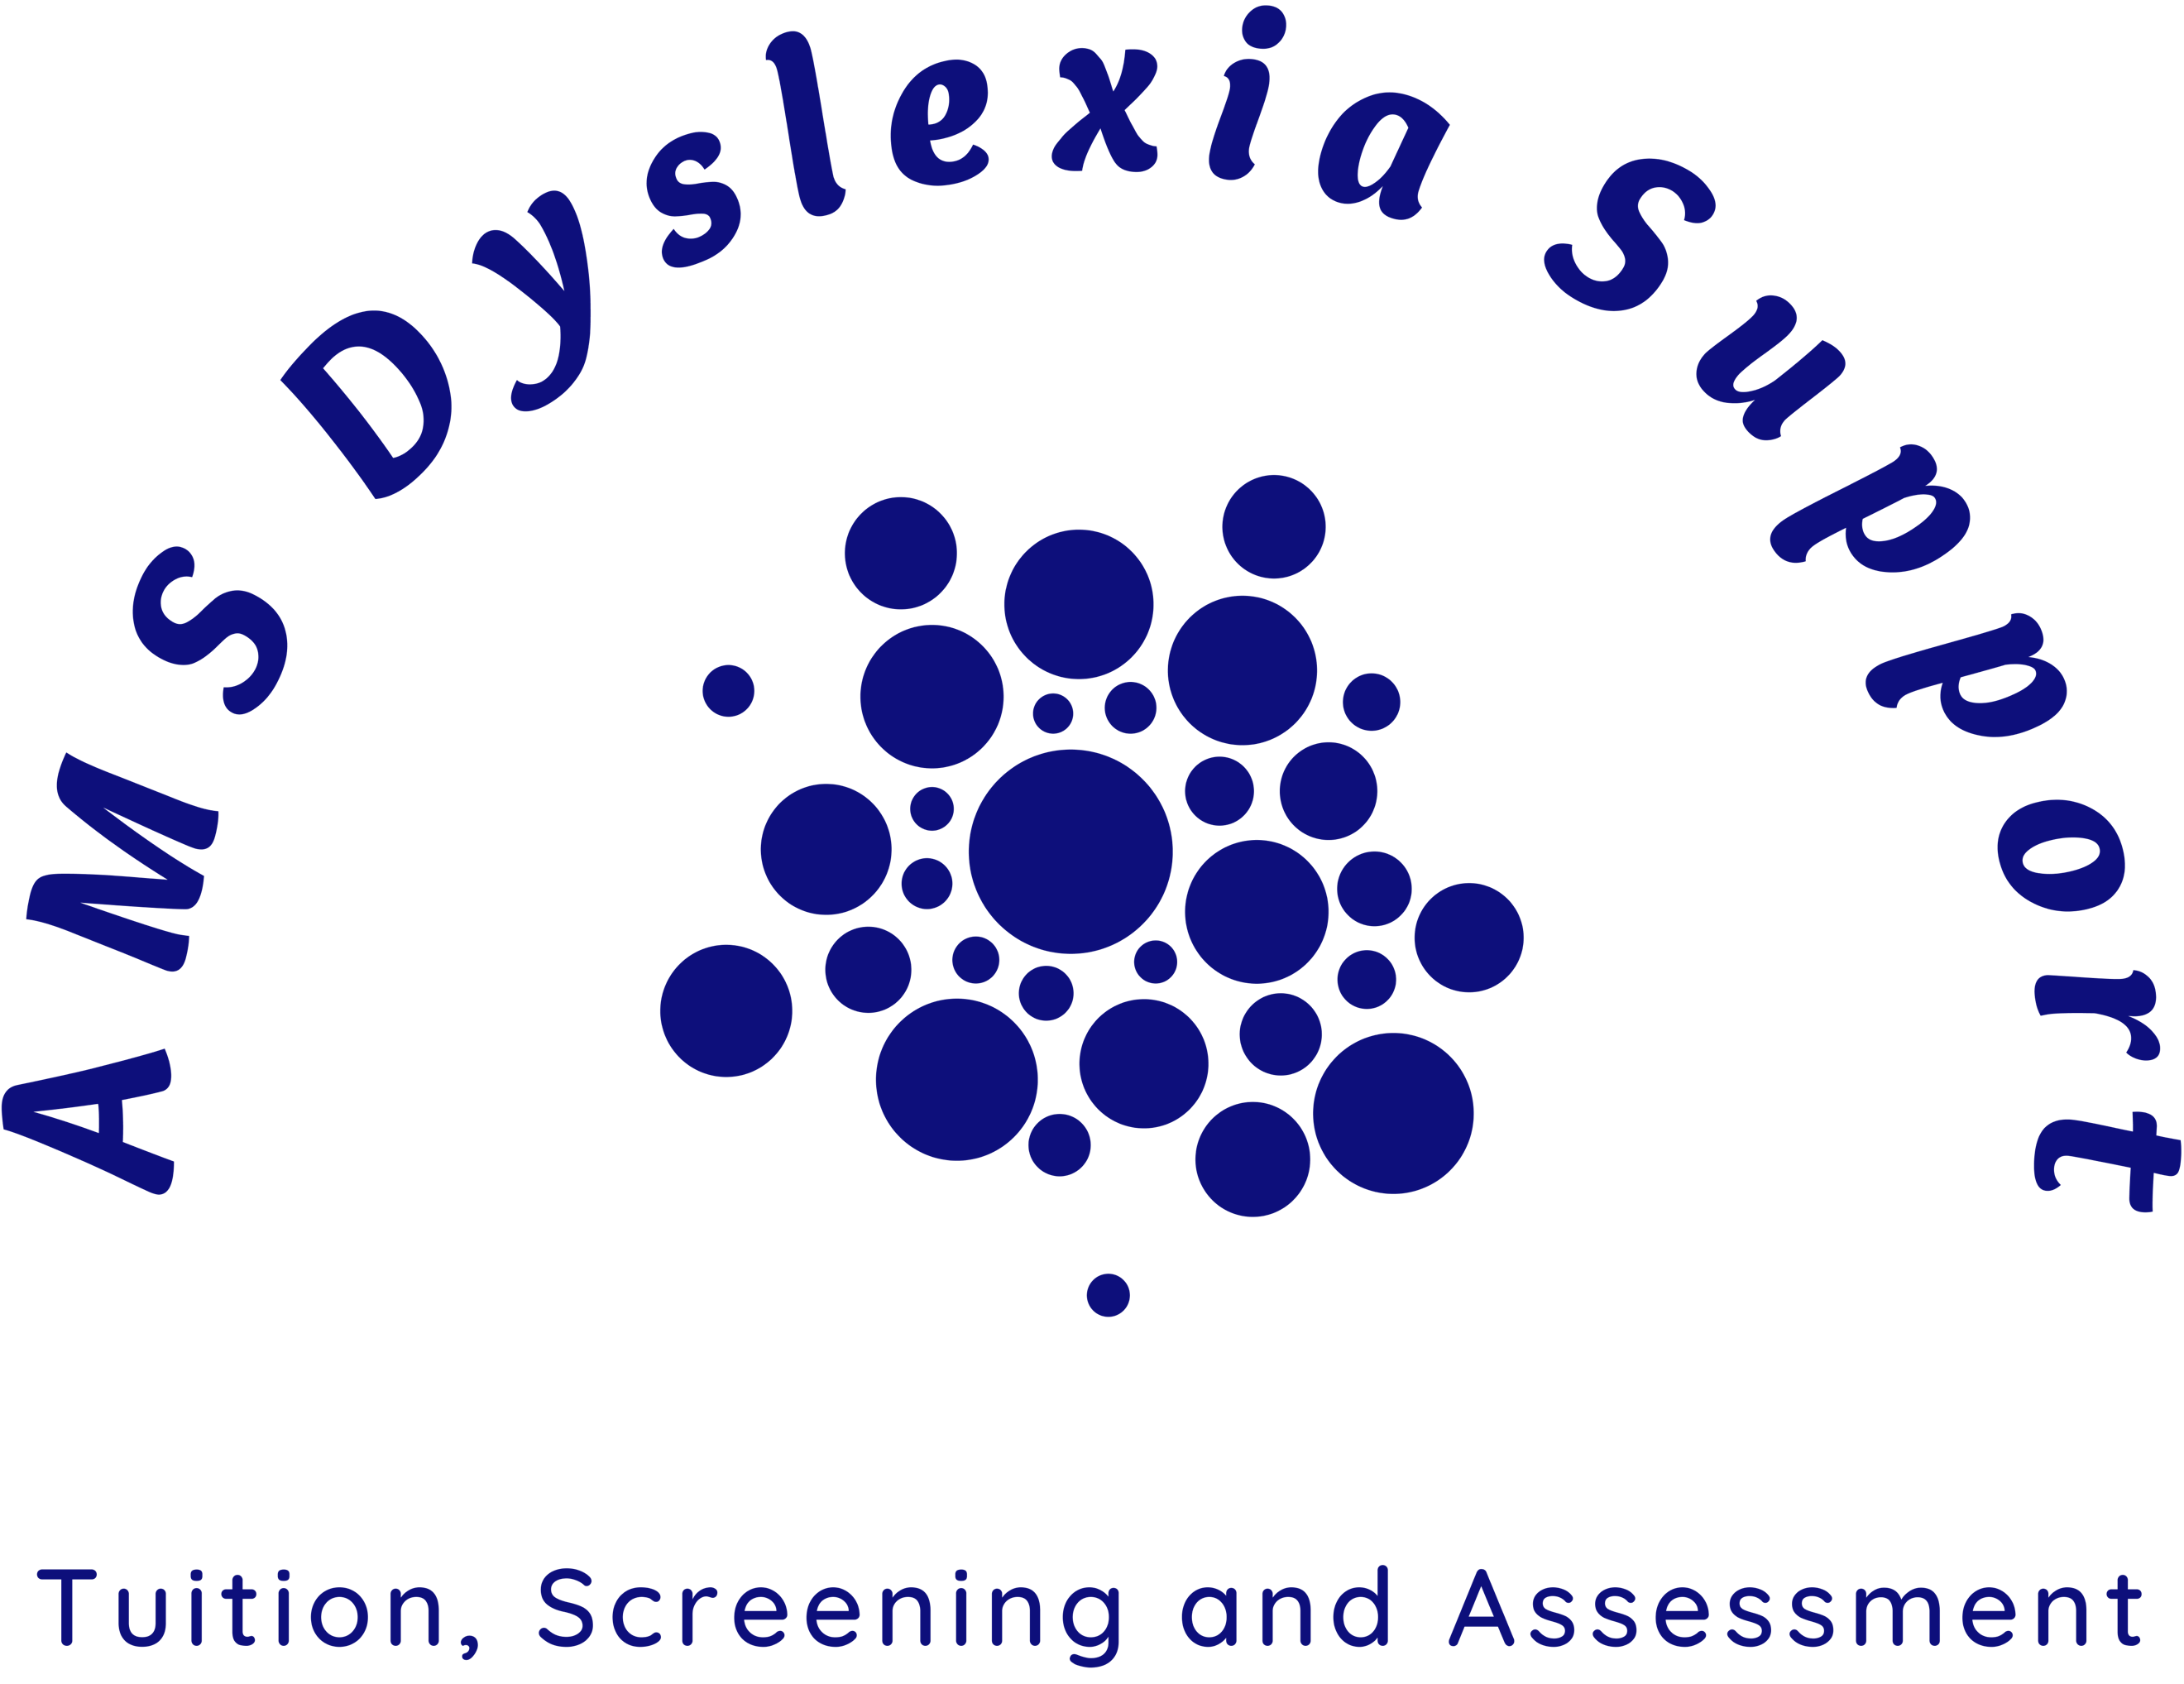 AMS Dyslexia Support
Tuition, Screening and Assessment